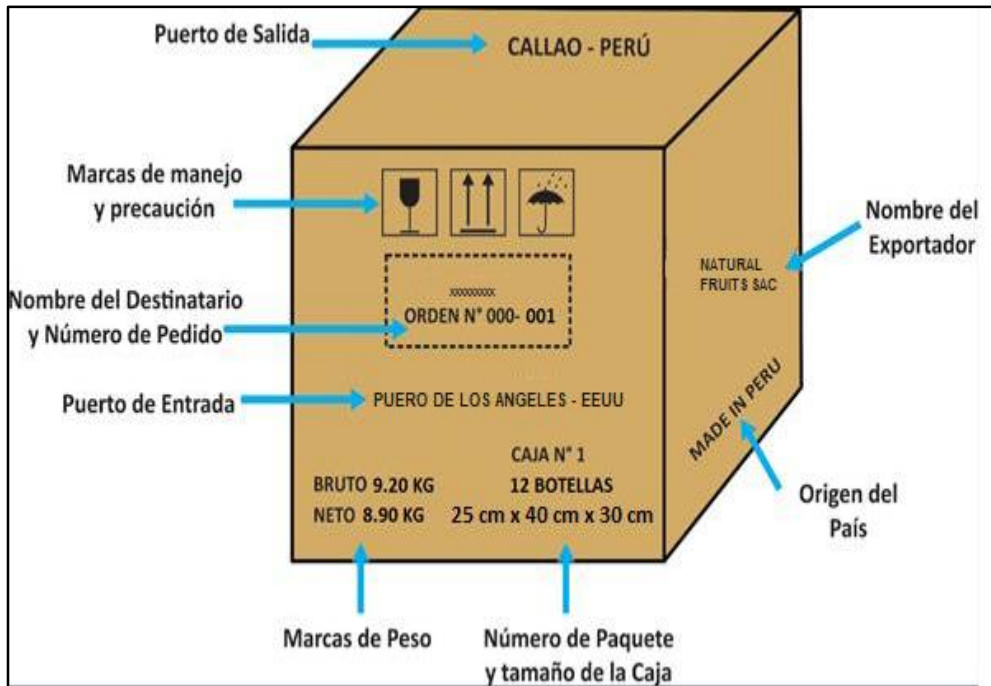 Puerto de Salida
CALLAO - PERÚ
Marcas de manejo
y precaución
Nombre del
Exportador
NATURAL
FRUITS SAC
Nombre del Destinatario
y Número de Pedido
xxxxxxxxx
ORDEN N° 000- 001
Puerto de Entrada
PUERO DE LOS ANGELES - EEUU
MADE IN PERU
Origen del
País
CAJA N° 1
BRUTO 9.20 KG
12 BOTELLAS
NETO 8.90 KG
25 cm x 40 cm x 30 cm
Marcas de Peso
Número de Paquete
y tamaño de la Caja